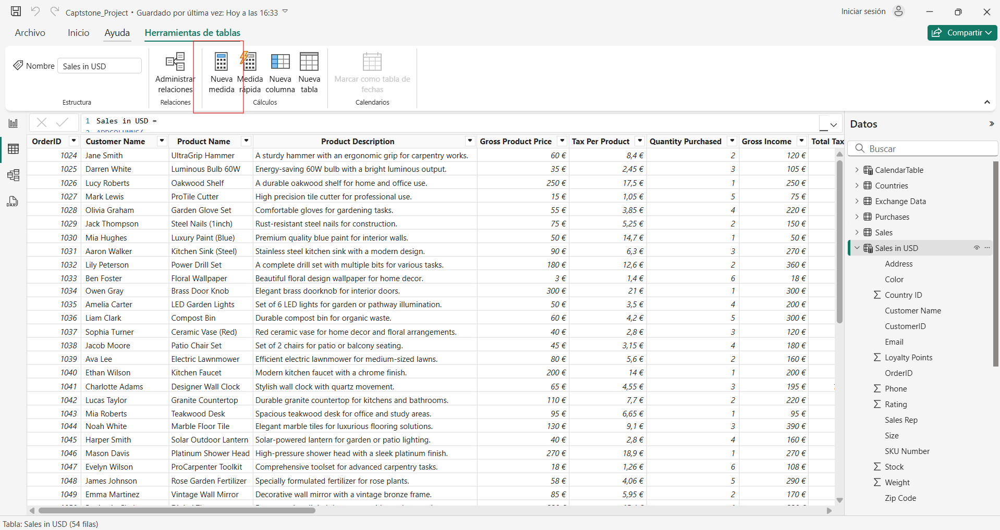 Captstone_Project • Guardado por última vez: Hoy a las 16:33
Iniciar sesión
Archivo Inicio Ayuda Herramientas de tablas
Compartir
Nombre Sales in USD
Administrar relaciones
Nueva medida
Medida rápida
Nueva columna
Nueva tabla
Marcar como tabla de fechas
Estructura Relaciones Cálculos Calendarios
1 Sales in USD =
OrderID Customer Name Product Name Product Description Gross Product Price Tax Per Product Quantity Purchased Gross Income Total Tax
1024 Jane Smith UltraGrip Hammer A sturdy hammer with an ergonomic grip for carpentry works. 60 € 8,4 € 2 120 €
1025 Darren White Luminous Bulb 60W Energy-saving 60W bulb with a bright luminous output. 35 € 2,45 € 3 105 €
1026 Lucy Roberts Oakwood Shelf A durable oakwood shelf for home and office use. 250 € 17,5 € 1 250 €
1027 Mark Lewis ProTile Cutter High precision tile cutter for professional use. 15 € 1,05 € 5 75 €
1028 Olivia Graham Garden Glove Set Comfortable gloves for gardening tasks. 55 € 3,85 € 4 220 €
1029 Jack Thompson Steel Nails (1inch) Rust-resistant steel nails for construction. 75 € 5,25 € 2 150 €
1030 Mia Hughes Luxury Paint (Blue) Premium quality blue paint for interior walls. 50 € 14,7 € 1 50 €
1031 Aaron Walker Kitchen Sink (Steel) Stainless steel kitchen sink with a modern design. 90 € 6,3 € 3 270 €
1032 Lily Peterson Power Drill Set A complete drill set with multiple bits for various tasks. 180 € 12,6 € 2 360 €
1033 Ben Foster Floral Wallpaper Beautiful floral design wallpaper for home decor. 3 € 1,4 € 6 18 €
1034 Owen Gray Brass Door Knob Elegant brass doorknob for interior doors. 300 € 21 € 1 300 €
1035 Amelia Carter LED Garden Lights Set of 6 LED lights for garden or pathway illumination. 50 € 3,5 € 4 200 €
1036 Liam Clark Compost Bin Durable compost bin for organic waste. 60 € 4,2 € 5 300 €
1037 Sophia Turner Ceramic Vase (Red) Red ceramic vase for home decor and floral arrangements. 40 € 2,8 € 3 120 €
1038 Jacob Moore Patio Chair Set Set of 2 chairs for patio or balcony seating. 45 € 3,15 € 4 180 €
1039 Ava Lee Electric Lawnmower Efficient electric lawnmower for medium-sized lawns. 80 € 5,6 € 2 160 €
1040 Ethan Wilson Kitchen Faucet Modern kitchen faucet with a chrome finish. 200 € 14 € 1 200 €
1041 Charlotte Adams Designer Wall Clock Stylish wall clock with quartz movement. 65 € 4,55 € 3 195 €
1042 Lucas Taylor Granite Countertop Durable granite countertop for kitchens and bathrooms. 110 € 7,7 € 2 220 €
1043 Mia Roberts Teakwood Desk Spacious teakwood desk for office and study areas. 95 € 6,65 € 1 95 €
1044 Noah White Marble Floor Tile Elegant marble tiles for luxurious flooring solutions. 130 € 9,1 € 3 390 €
1045 Harper Smith Solar Outdoor Lantern Solar-powered lantern for garden or patio lighting. 40 € 2,8 € 4 160 €
1046 Mason Davis Platinum Shower Head High-pressure shower head with a sleek platinum finish. 270 € 18,9 € 1 270 €
1047 Evelyn Wilson ProCarpenter Toolkit Comprehensive toolset for advanced carpentry tasks. 18 € 1,26 € 6 108 €
1048 James Johnson Rose Garden Fertilizer Specially formulated fertilizer for rose plants. 58 € 4,06 € 5 290 €
1049 Emma Martinez Vintage Wall Mirror Decorative wall mirror with a vintage bronze frame. 85 € 5,95 € 2 170 €
Tabla: Sales in USD (54 filas)
DAX
Datos
Buscar
CalendarTable
Countries
Exchange Data
Purchases
Sales
Sales in USD
Address
Color
Country ID
Customer Name
CustomerID
Email
Loyalty Points
OrderID
Phone
Rating
Sales Rep
Size
SKU Number
Stock
Weight
Zip Code